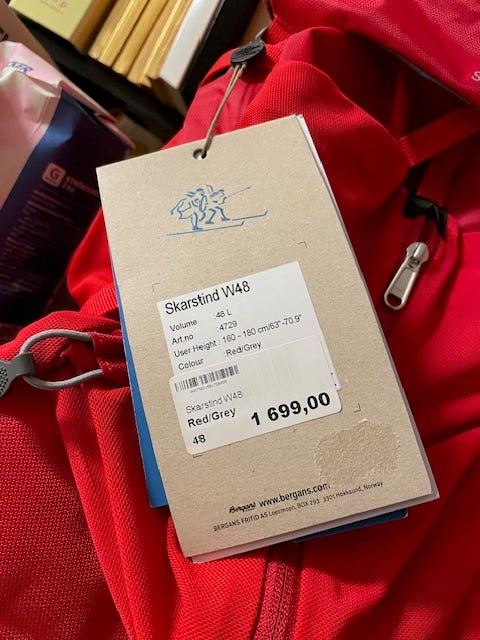 Skarstind W48
Volume : 48 L
Art.no : 4729
User Height : 160 - 180 cm/63"-70.9"
Colour : Red/Grey
Skarstind W48
Red/Grey
48
1 699,00
Bergans www.bergans.com
BERGANS FRITID AS Loesmoen, BOX 293 3301 Hokksund, Norway